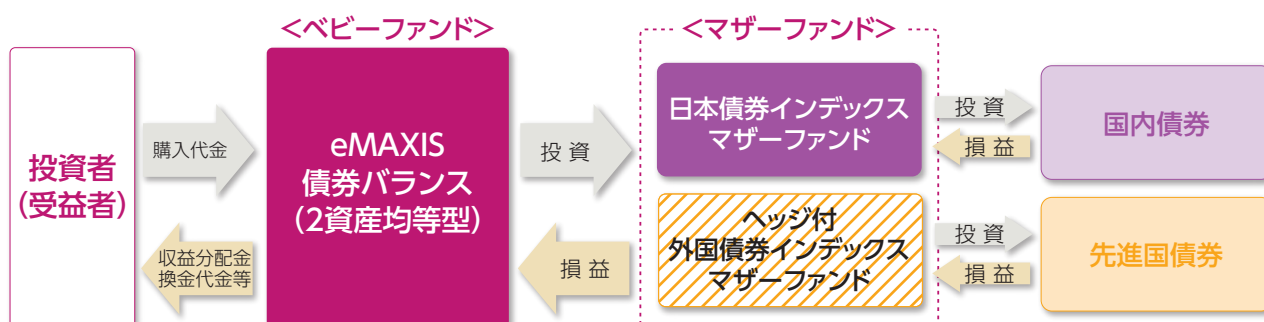 <ベビーファンド>
<マザーファンド>
投資者
(受益者)
購入代金
収益分配金
換金代金等
eMAXIS
債券バランス
(2資産均等型)
投 資
損 益
日本債券インデックス
マザーファンド
ヘッジ付
外国債券インデックス
マザーファンド
投 資
損 益
国内債券
投 資
損 益
先進国債券